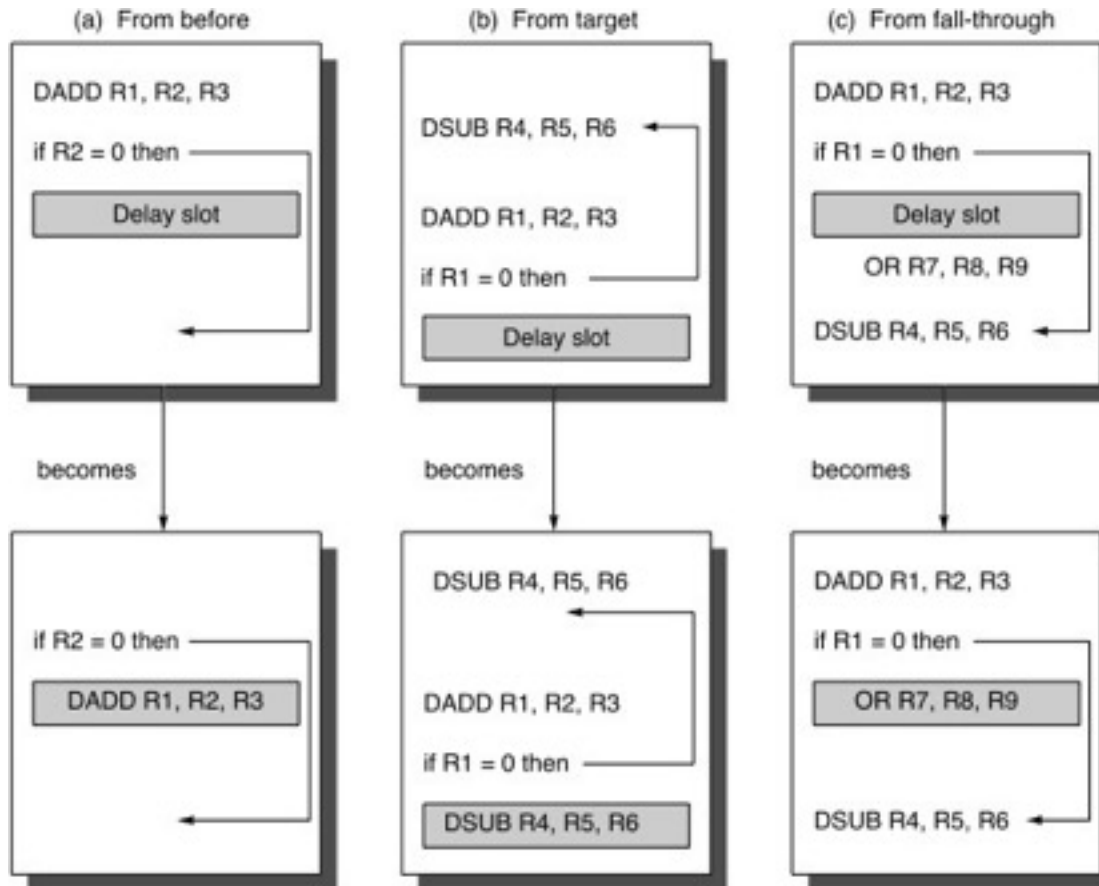 (a) From before
DADD R1, R2, R3
if R2 = 0 then
Delay slot
becomes
if R2 = 0 then
DADD R1, R2, R3
(b) From target
DSUB R4, R5, R6
DADD R1, R2, R3
if R1 = 0 then
Delay slot
becomes
DSUB R4, R5, R6
DADD R1, R2, R3
if R1 = 0 then
DSUB R4, R5, R6
(c) From fall-through
DADD R1, R2, R3
if R1 = 0 then
Delay slot
OR R7, R8, R9
DSUB R4, R5, R6
becomes
DADD R1, R2, R3
if R1 = 0 then
OR R7, R8, R9
DSUB R4, R5, R6